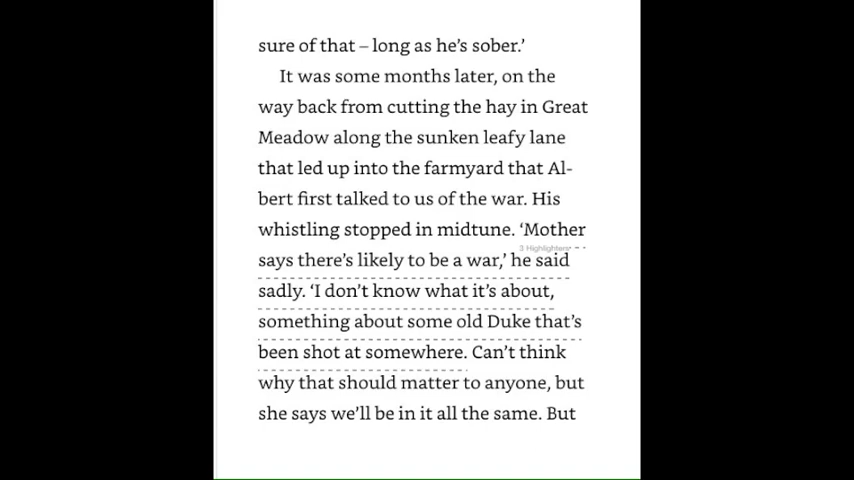 sure of that – long as he’s sober.’
It was some months later, on the
way back from cutting the hay in Great
Meadow along the sunken leafy lane
that led up into the farmyard that Al-
bert first talked to us of the war. His
whistling stopped in midtune. ‘Mother
3 Highlighters
says there’s likely to be a war,’ he said
sadly. ‘I don’t know what it’s about,
something about some old Duke that’s
been shot at somewhere. Can’t think
why that should matter to anyone, but
she says we’ll be in it all the same. But